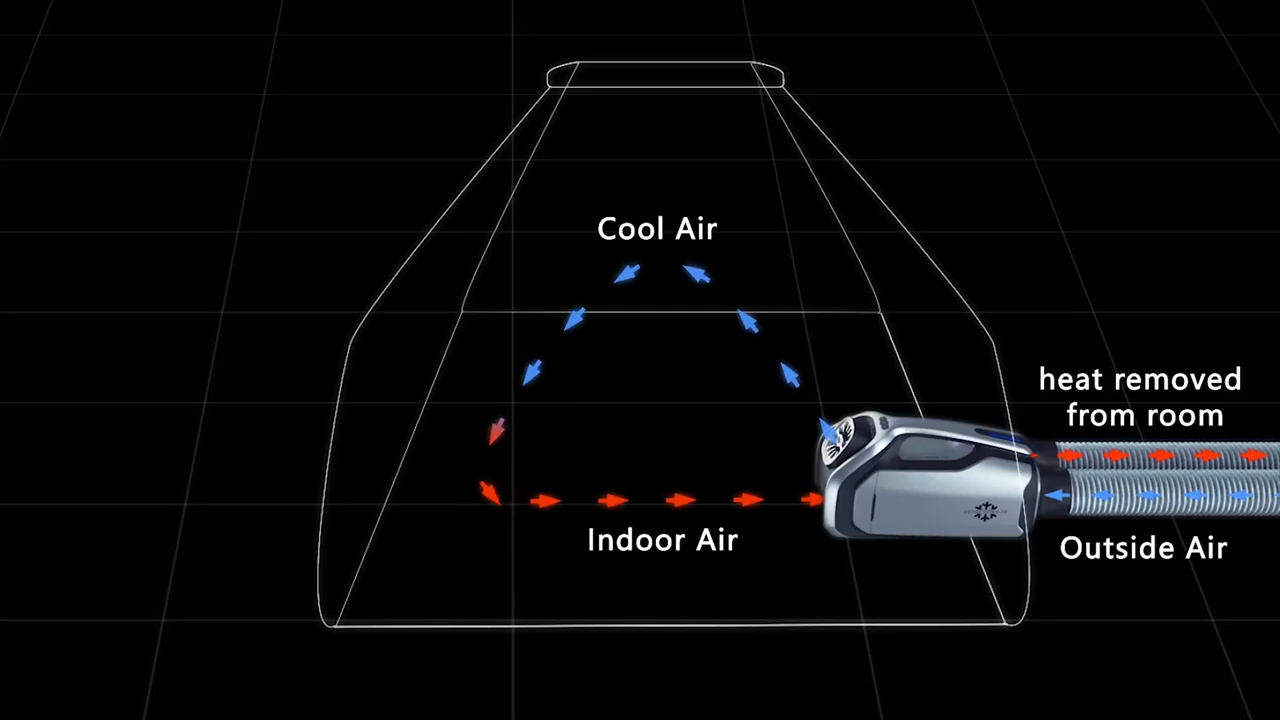 Cool Air
heat removed
from room
Indoor Air
Outside Air